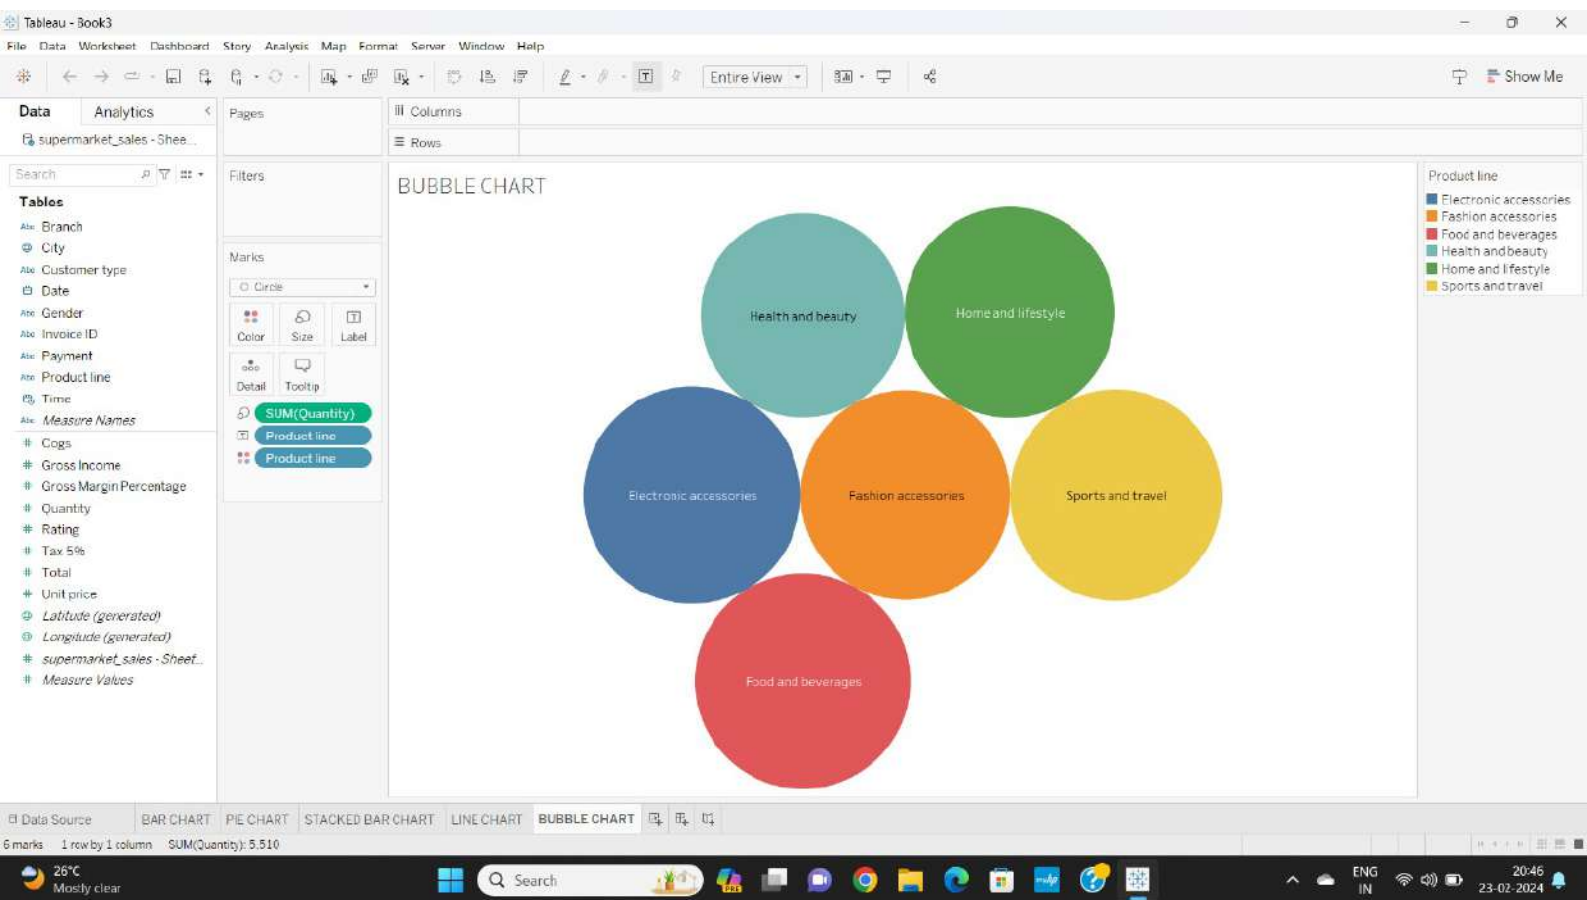 Tableau - Book3
File Data Worksheet Dashboard Story Analysis Map Format Server Window Help
Entire View
Show Me
Data Analytics
Pages
Columns
supermarket_sales - Shee...
Rows
Search
Filters
Tables
Branch
City
Customer type
Date
Gender
Invoice ID
Payment
Product line
Time
Measure Names
Cogs
Gross Income
Gross Margin Percentage
Quantity
Rating
Tax 5%
Total
Unit price
Latitude (generated)
Longitude (generated)
supermarket_sales - Sheet...
Measure Values
Marks
Circle
Color Size Label
Detail Tooltip
SUM(Quantity)
Product line
Product line
BUBBLE CHART
Health and beauty
Home and lifestyle
Electronic accessories
Fashion accessories
Sports and travel
Food and beverages
Product line
Electronic accessories
Fashion accessories
Food and beverages
Health and beauty
Home and lifestyle
Sports and travel
Data Source BAR CHART PIE CHART STACKED BAR CHART LINE CHART BUBBLE CHART
6 marks 1 row by 1 column SUM(Quantity): 5,510
26°C
Mostly clear
Search
PRE
ENG
IN
20:46
23-02-2024